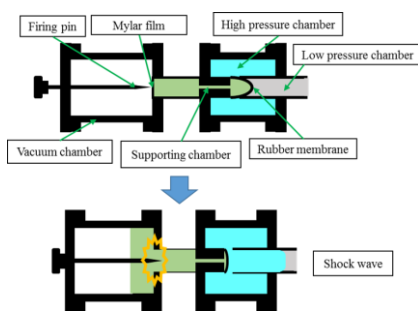 Firing pin
Mylar film
High pressure chamber
Low pressure chamber
Vacuum chamber
Supporting chamber
Rubber membrane
Shock wave